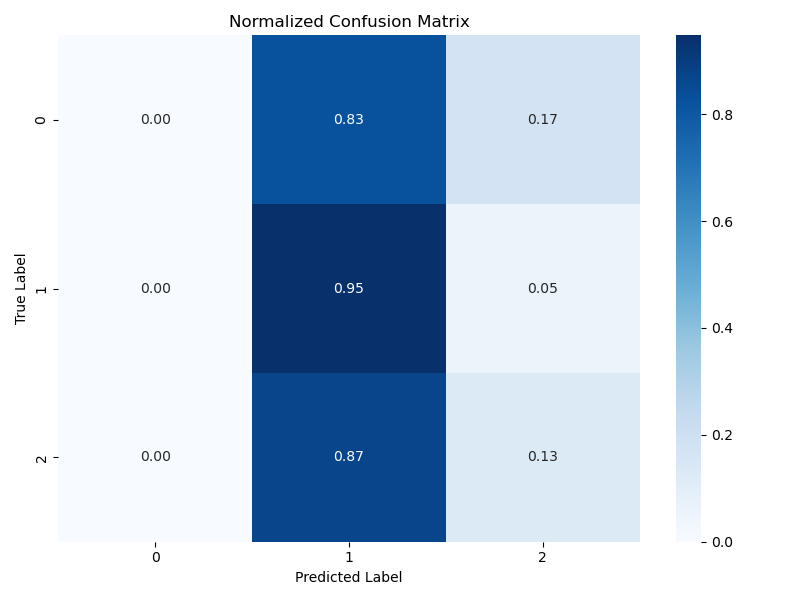 Normalized Confusion Matrix
0 0.00 0.83 0.17
1 0.00 0.95 0.05
2 0.00 0.87 0.13
0 1 2
Predicted Label
True Label
0.8
0.6
0.4
0.2
0.0